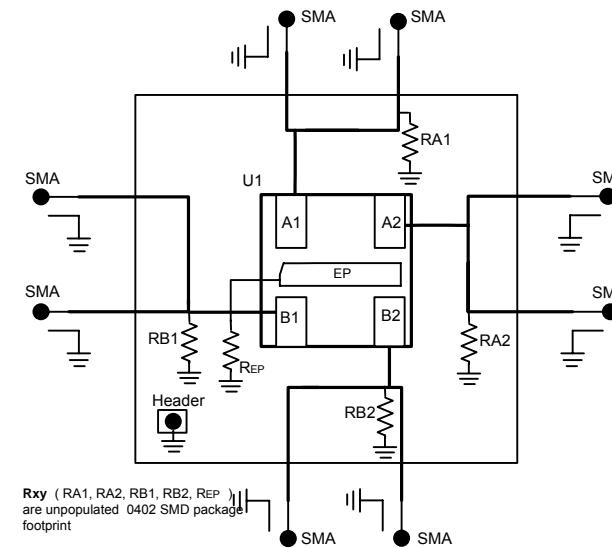 SMA
SMA
RA1
SMA
U1
SM
A1
A2
EP
SMA
SM
B1
B2
RB1
REP
RA2
Header
RB2
Rxy ( RA1, RA2, RB1, RB2, REP )
are unpopulated 0402 SMD package
footprint
SMA
SMA